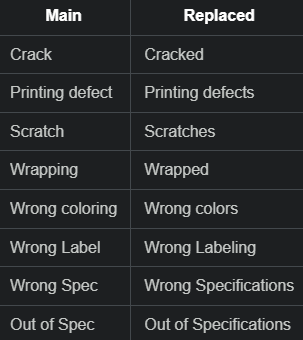 Main Replaced
Crack Cracked
Printing defect Printing defects
Scratch Scratches
Wrapping Wrapped
Wrong coloring Wrong colors
Wrong Label Wrong Labeling
Wrong Spec Wrong Specifications
Out of Spec Out of Specifications